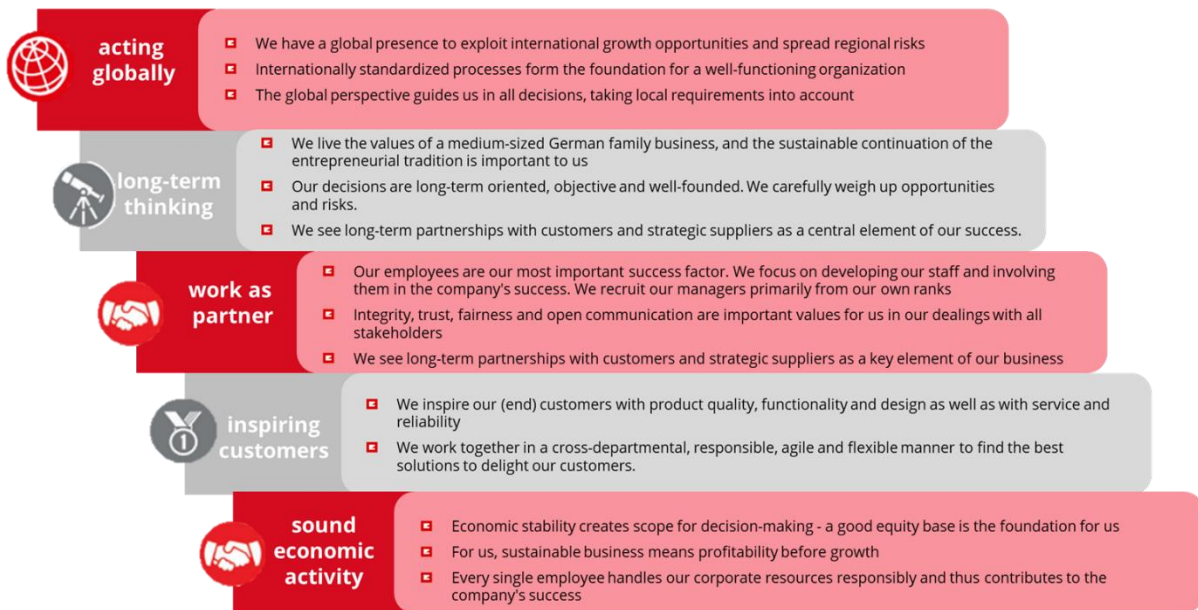 acting
globally
We have a global presence to exploit international growth opportunities and spread regional risks
Internationally standardized processes form the foundation for a well-functioning organization
The global perspective guides us in all decisions, taking local requirements into account
long-term
thinking
We live the values of a medium-sized German family business, and the sustainable continuation of the
entrepreneurial tradition is important to us
Our decisions are long-term oriented, objective and well-founded. We carefully weigh up opportunities
and risks.
We see long-term partnerships with customers and strategic suppliers as a central element of our success.
work as
partner
Our employees are our most important success factor. We focus on developing our staff and involving
them in the company's success. We recruit our managers primarily from our own ranks
Integrity, trust, fairness and open communication are important values for us in our dealings with all
stakeholders
We see long-term partnerships with customers and strategic suppliers as a key element of our business
1
inspiring
customers
We inspire our (end) customers with product quality, functionality and design as well as with service and
reliability
We work together in a cross-departmental, responsible, agile and flexible manner to find the best
solutions to delight our customers.
sound
economic
activity
Economic stability creates scope for decision-making - a good equity base is the foundation for us
For us, sustainable business means profitability before growth
Every single employee handles our corporate resources responsibly and thus contributes to the
company's success